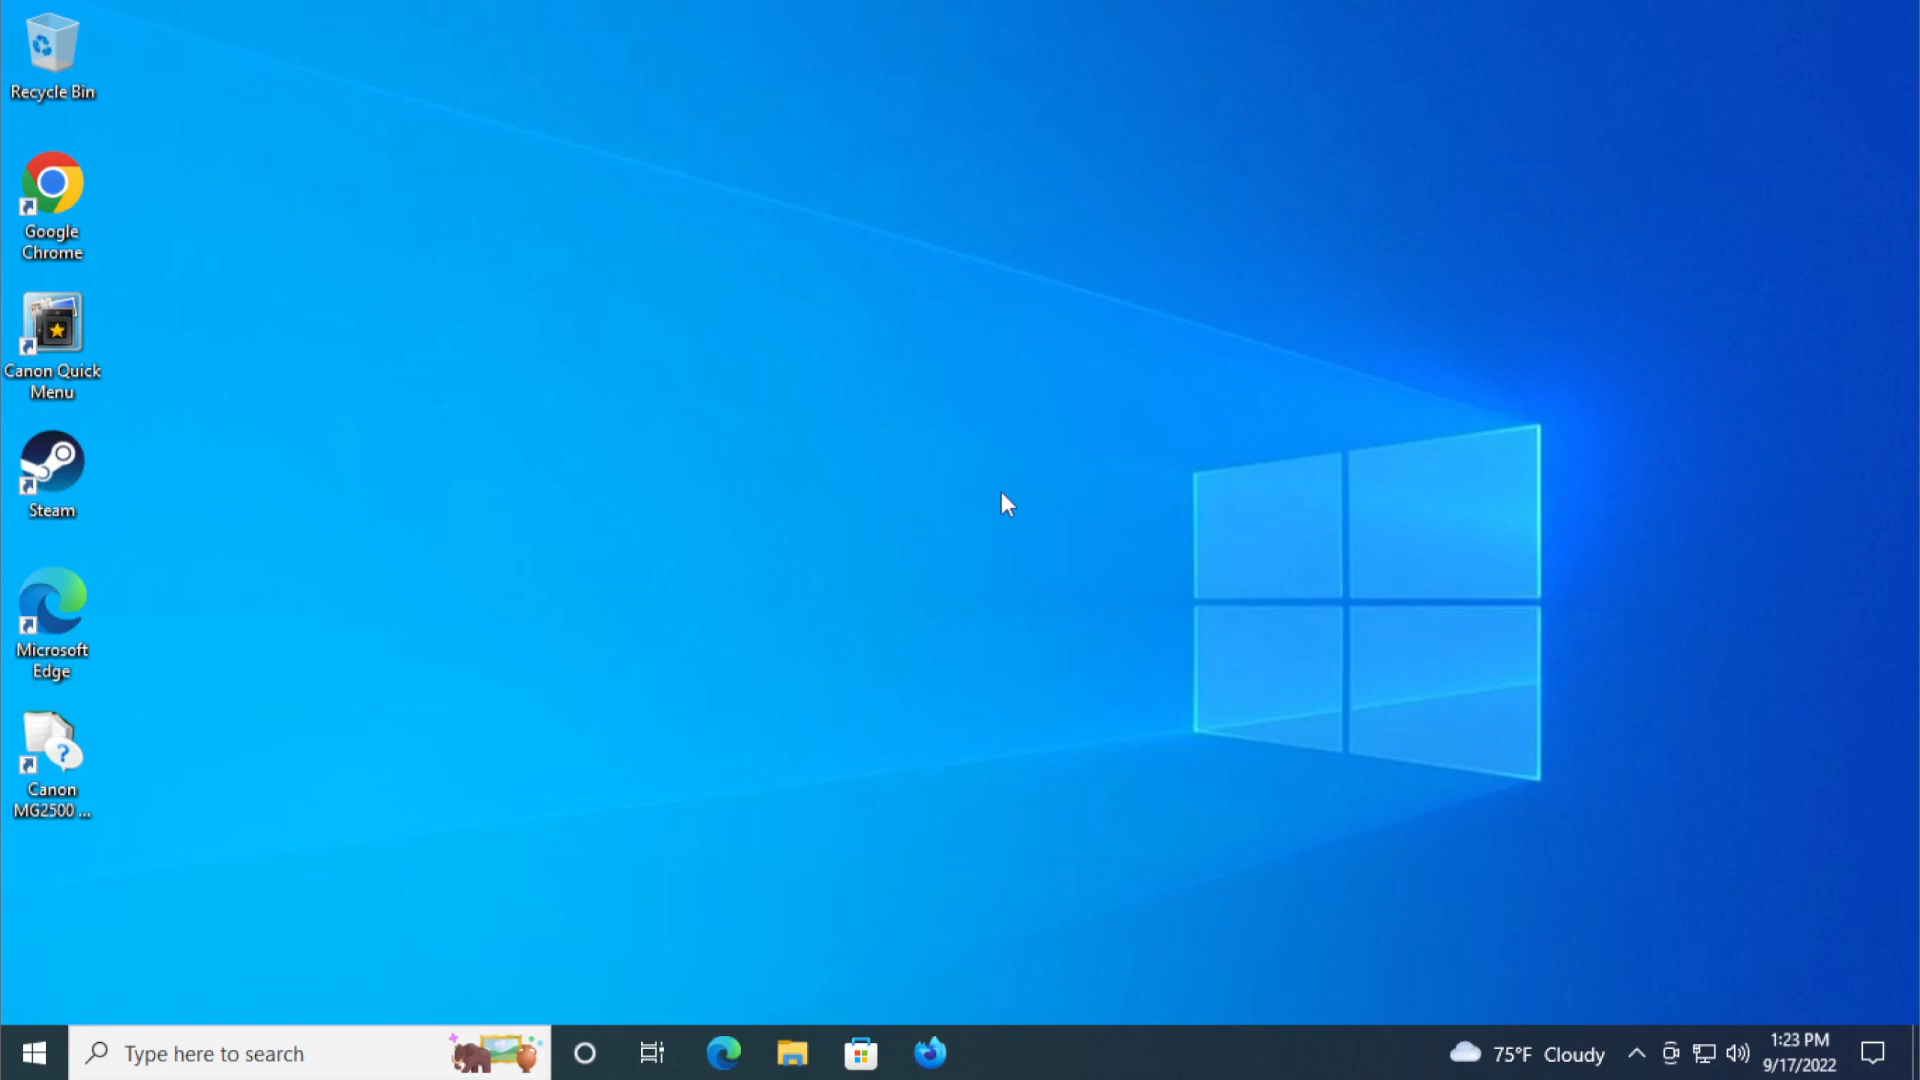 Recycle Bin
Google
Chrome
Canon Quick
Menu
Steam
Microsoft
Edge
Canon
MG2500 ...
Type here to search
75°F Cloudy
1:23 PM
9/17/2022